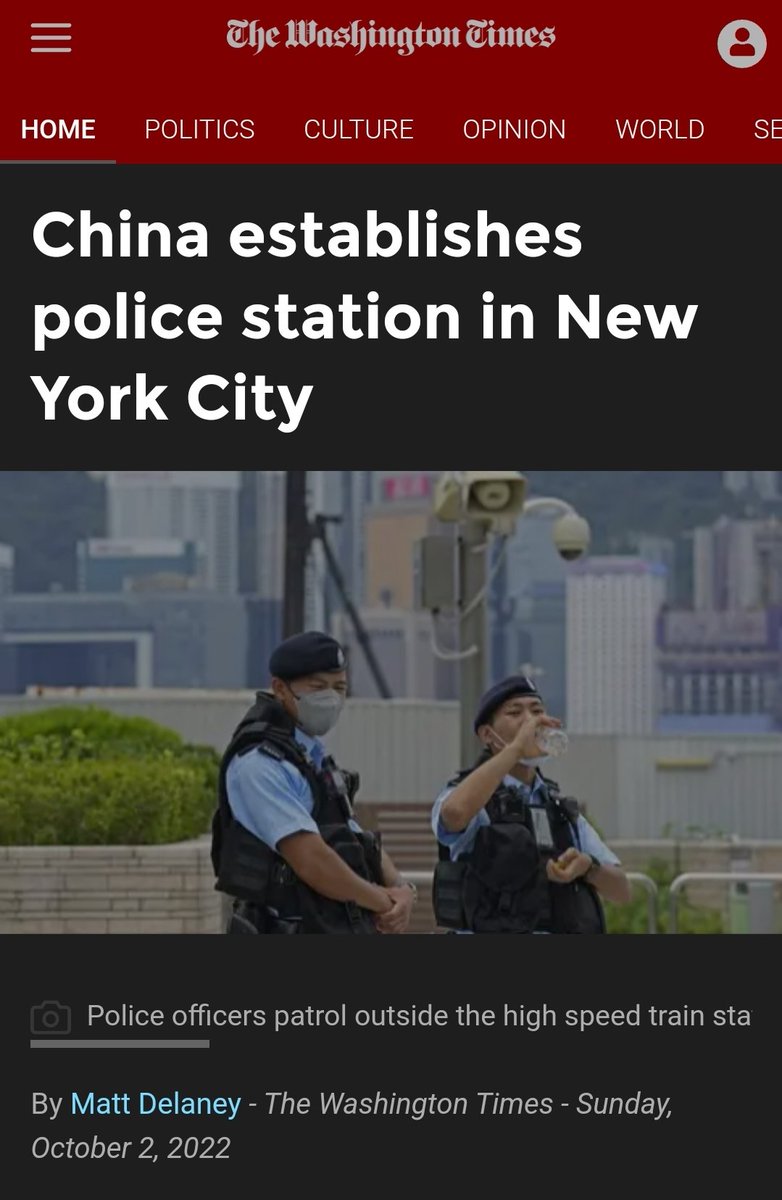 The Washington Times
HOME POLITICS CULTURE OPINION WORLD SE
China establishes
police station in New
York City
Police officers patrol outside the high speed train sta
By Matt Delaney - The Washington Times - Sunday,
October 2, 2022